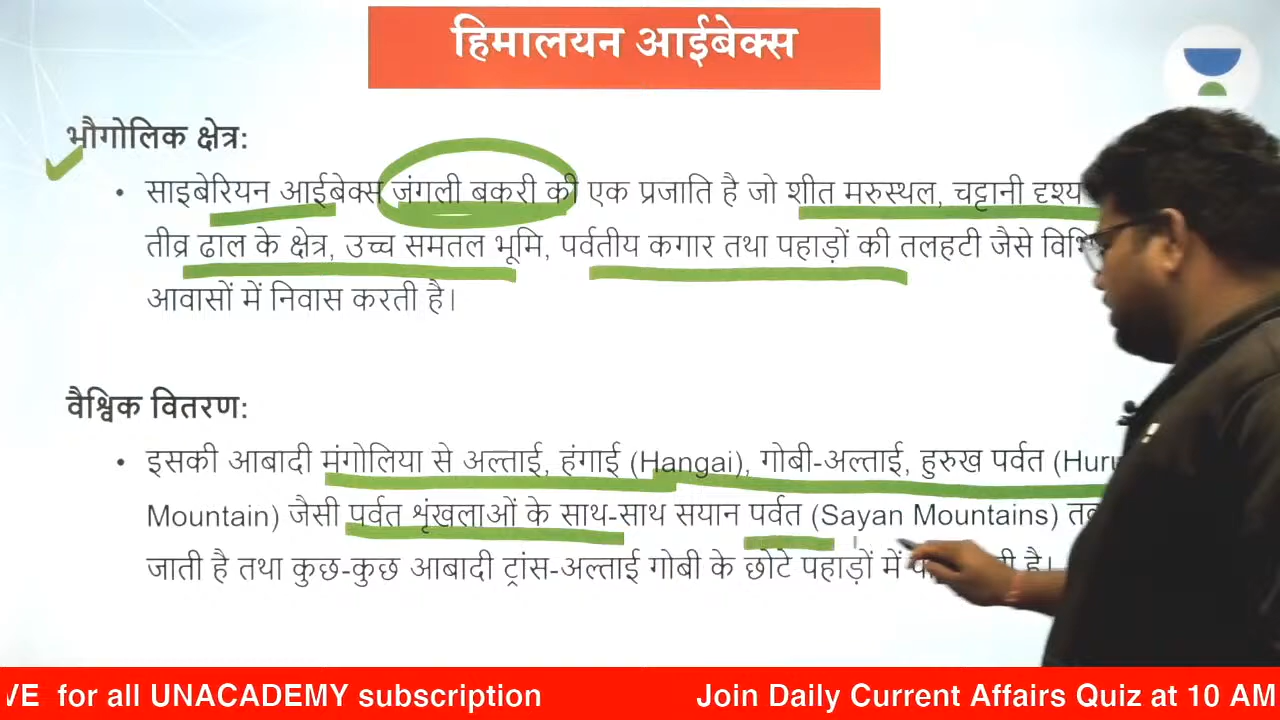 हिमालयन आईबेक्स
भौगोलिक क्षेत्र:
• साइबेरियन आईबेक्स जंगली बकरी की एक प्रजाति है जो शीत मरुस्थल, चट्टानी दृश्य
तीव्र ढाल के क्षेत्र, उच्च समतल भूमि, पर्वतीय कगार तथा पहाड़ों की तलहटी जैसे
आवासों में निवास करती है।
वैश्विक वितरण:
• इसकी आबादी मंगोलिया से अल्ताई, हंगाई (Hangai), गोबी-अल्ताई, हुरुख पर्वत
Mountain) जैसी पर्वत शृंखलाओं के साथ-साथ सयान पर्वत (Sayan Mountains)
जाती है तथा कुछ-कुछ आबादी ट्रांस-अल्ताई गोबी के छोटे पहाड़ों में है।
VE for all UNACADEMY subscription Join Daily Current Affairs Quiz at 10 AM